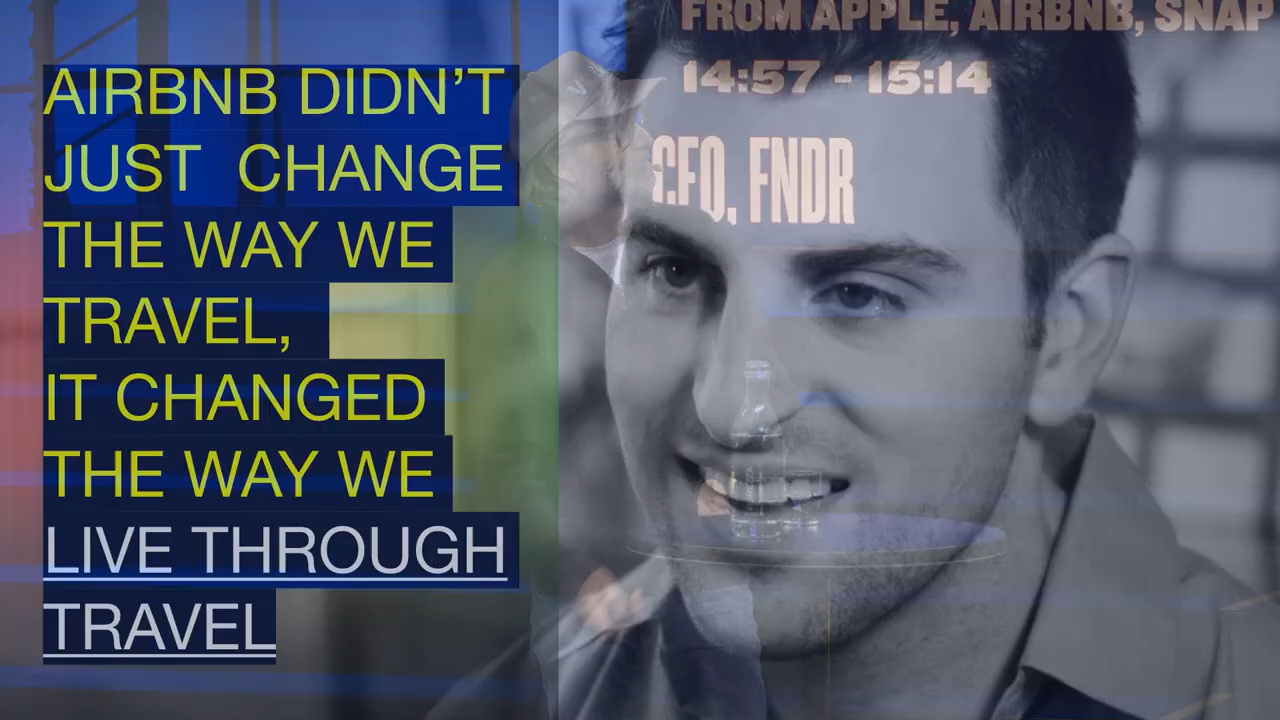 AIRBNB DIDN’T
JUST CHANGE
THE WAY WE
TRAVEL,
IT CHANGED
THE WAY WE
LIVE THROUGH
TRAVEL
FROM APPLE, AIRBNB, SNAP
14:57 - 15:14
CEO, FNDR